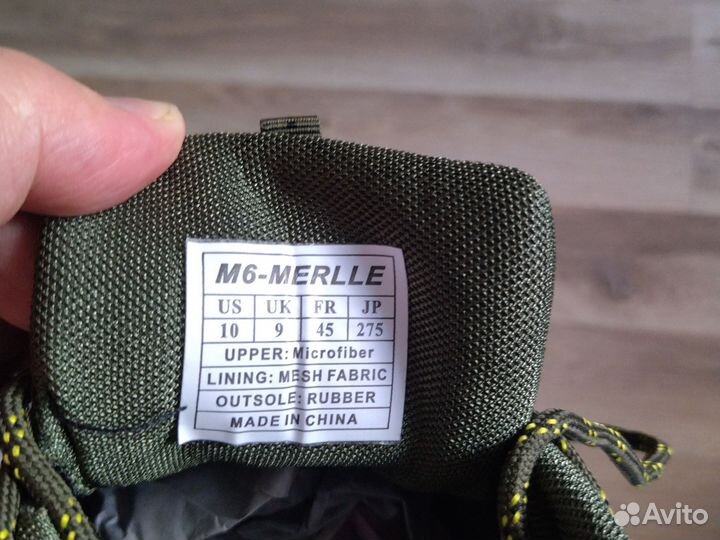 M6-MERLLE
US UK FR JP
10 9 45 275
UPPER: Microfiber
LINING: MESH FABRIC
OUTSOLE: RUBBER
MADE IN CHINA
Avito